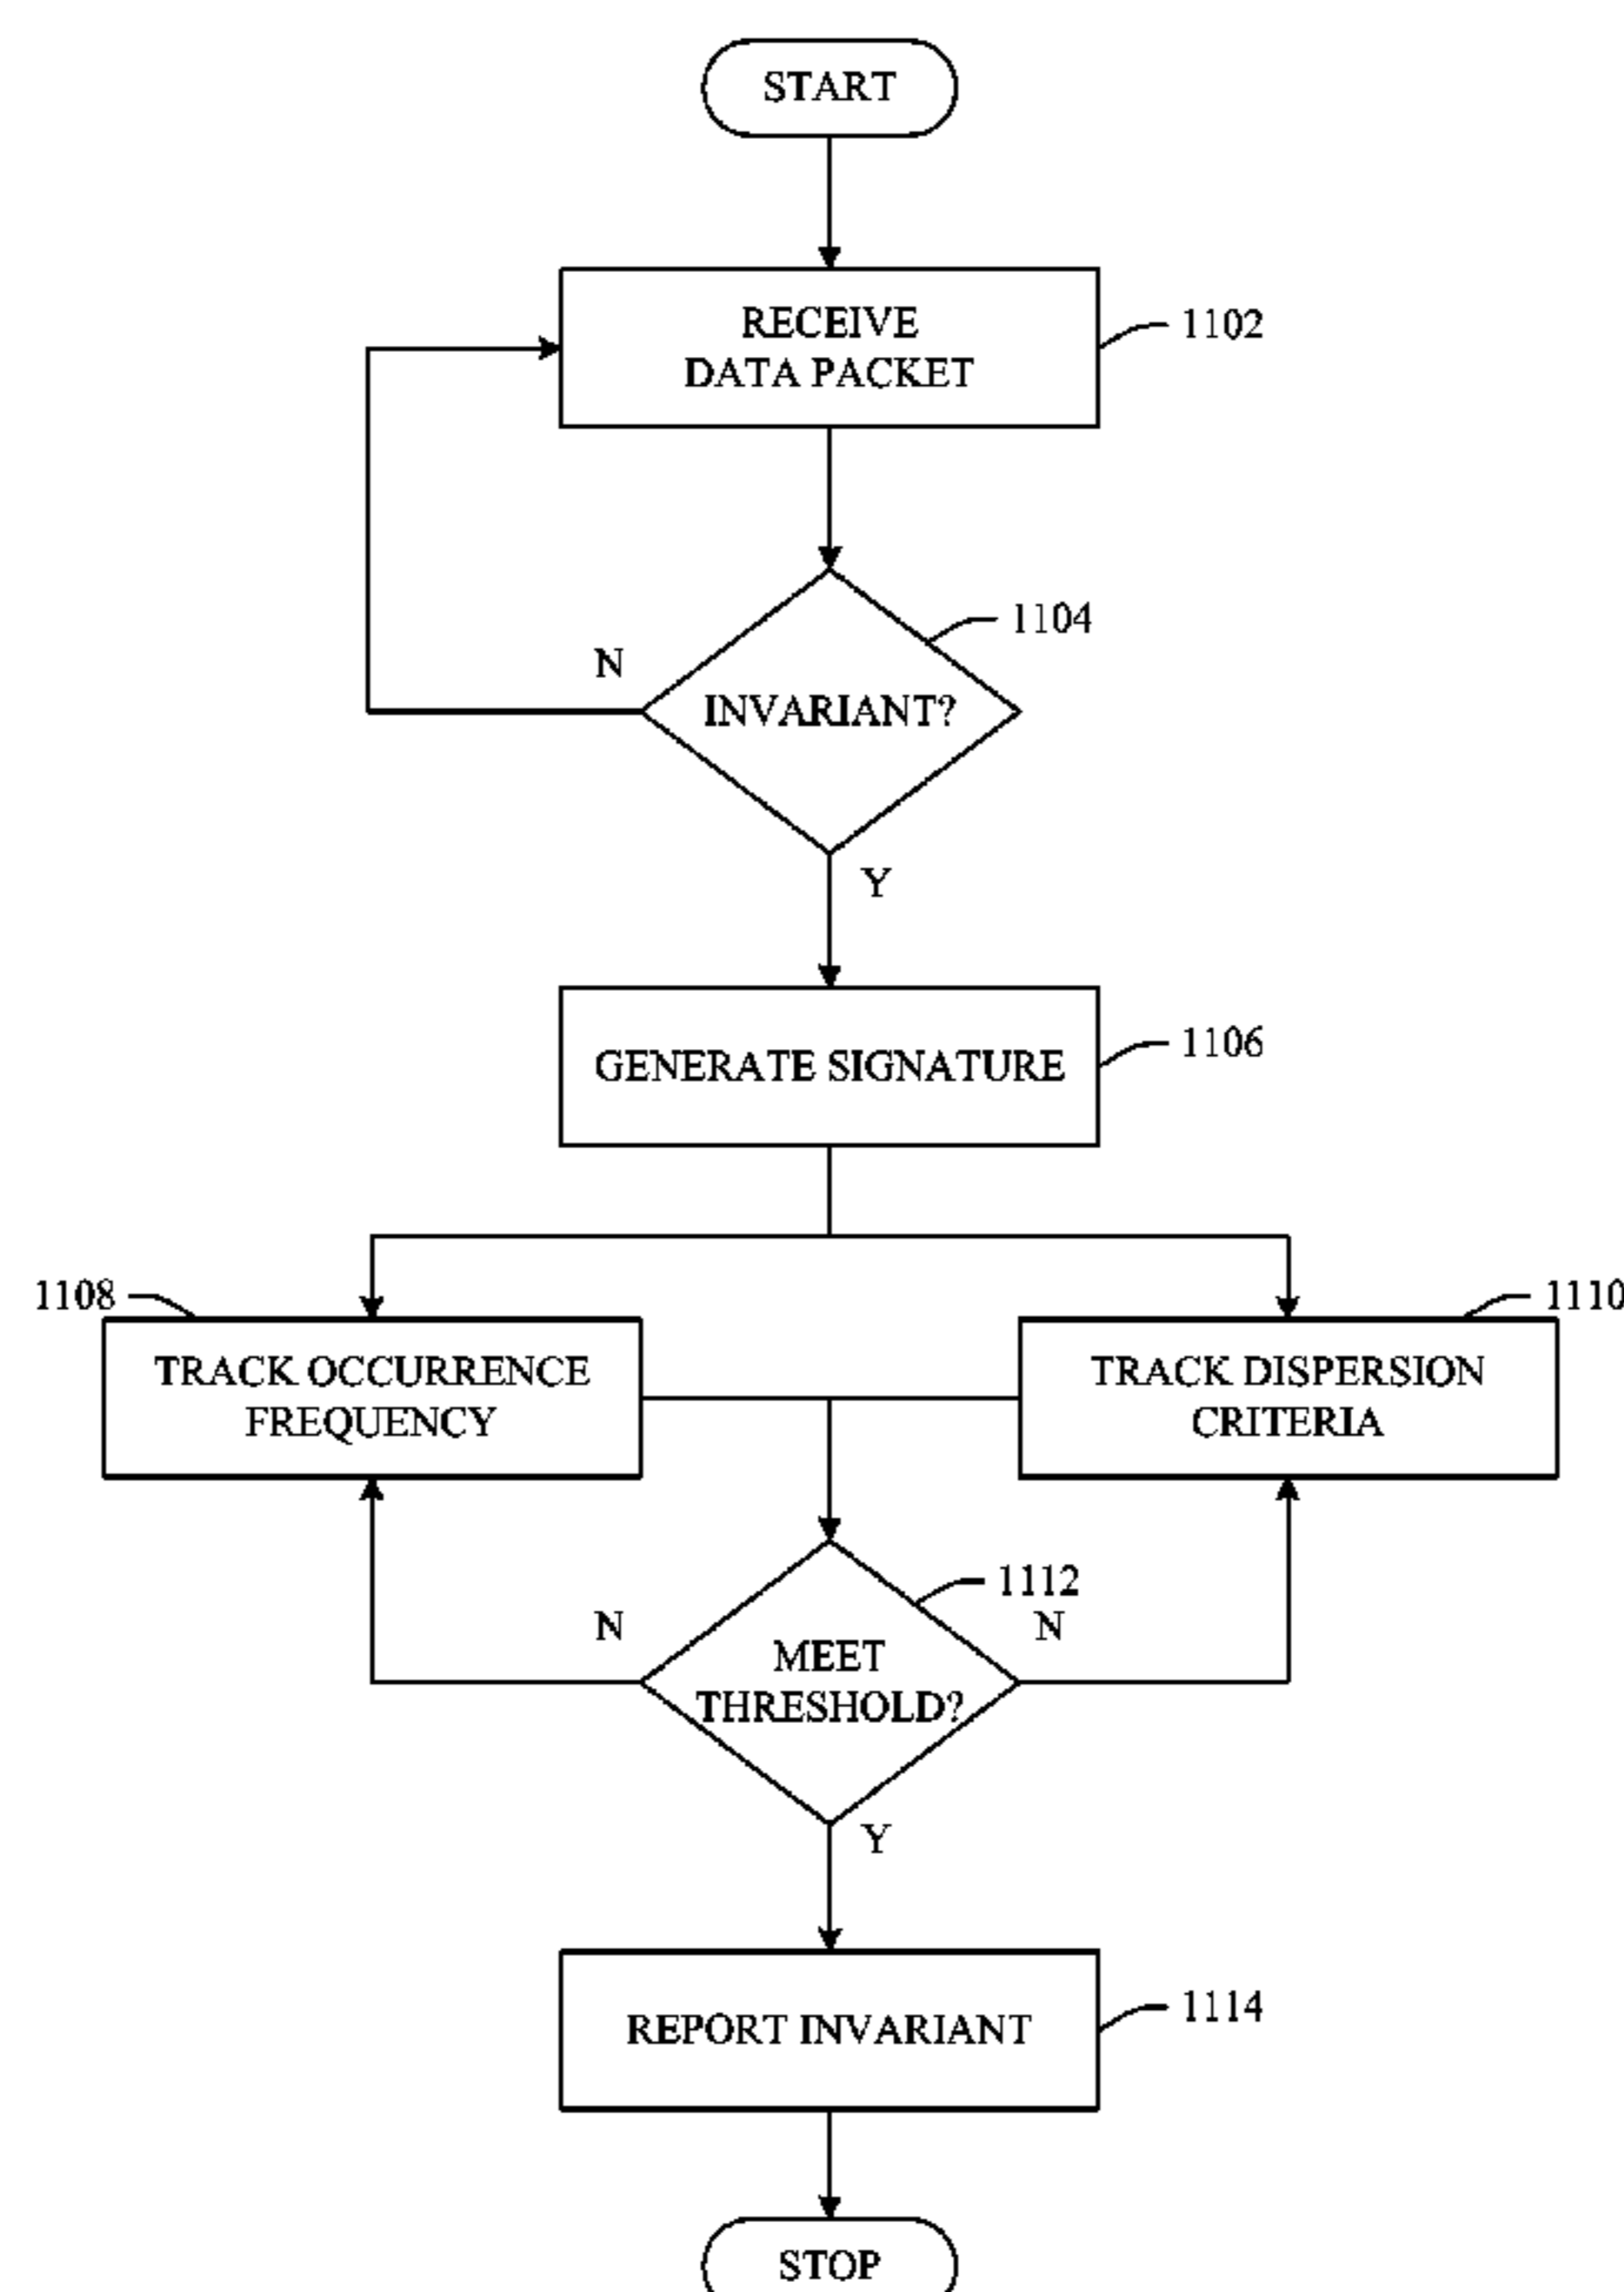 START
RECEIVE
DATA PACKET
1102
1104
N
INVARIANT?
Y
GENERATE SIGNATURE
1106
1108
1110
TRACK OCCURRENCE
FREQUENCY
TRACK DISPERSION
CRITERIA
1112
N
N
MEET
THRESHOLD?
Y
REPORT INVARIANT
1114
STOP